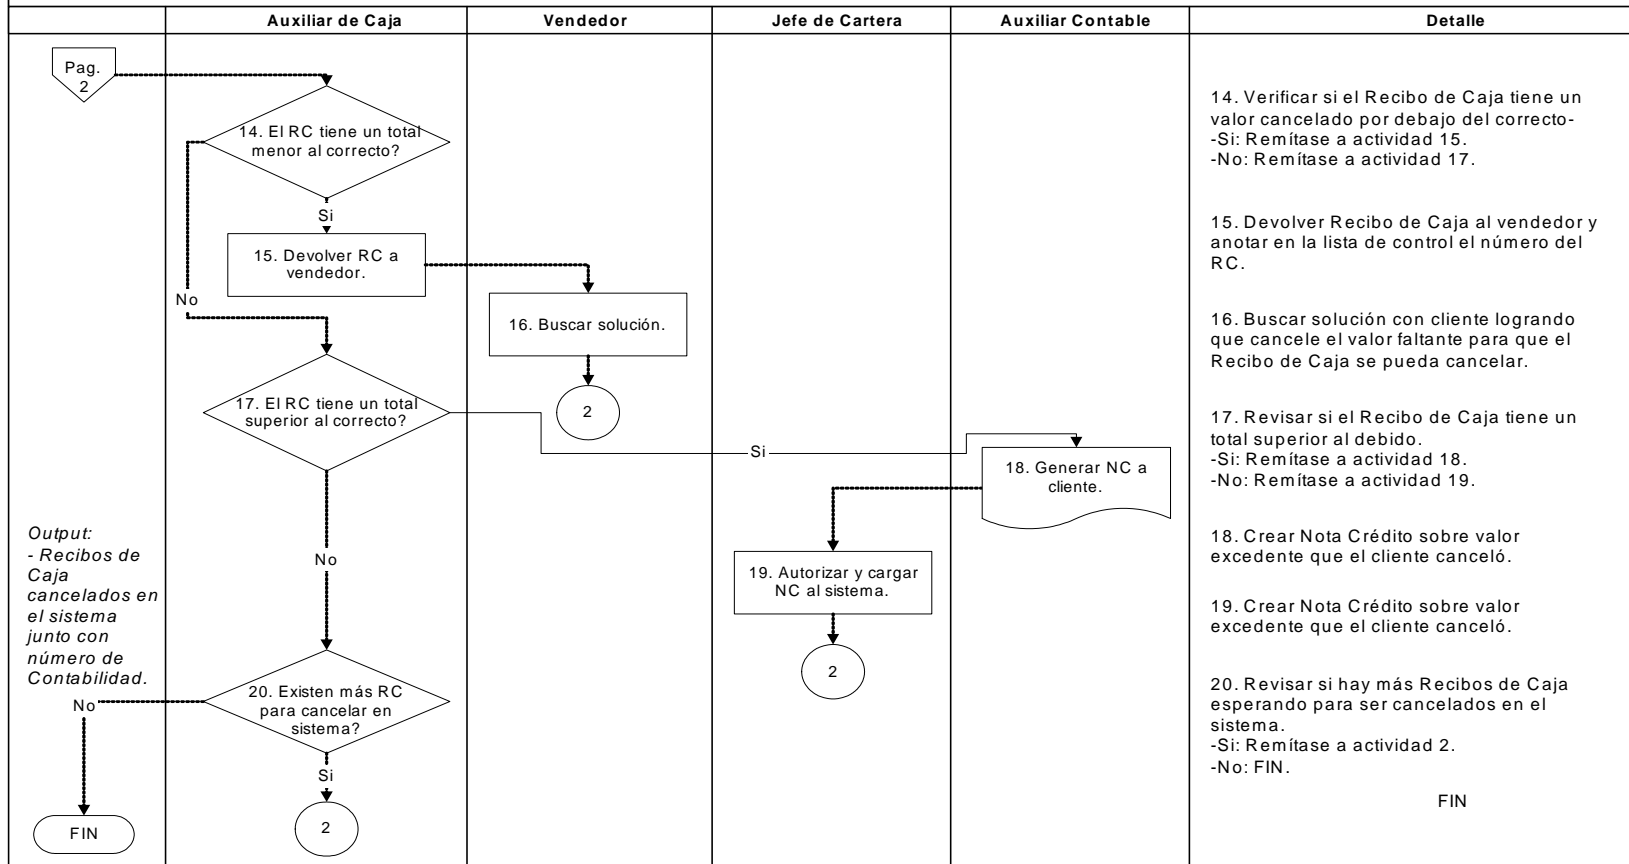 Auxiliar de Caja
Vendedor
Jefe de Cartera
Auxiliar Contable
Detalle
Pag.
2
14. El RC tiene un total
menor al correcto?
Si
15. Devolver RC a
vendedor.
No
16. Buscar solución.
2
17. El RC tiene un total
superior al correcto?
Si
18. Generar NC a
cliente.
No
19. Autorizar y cargar
NC al sistema.
2
20. Existen más RC
para cancelar en
sistema?
No
Si
2
FIN
Output:
- Recibos de
Caja
cancelados en
el sistema
junto con
número de
Contabilidad.
14. Verificar si el Recibo de Caja tiene un
valor cancelado por debajo del correcto-
-Si: Remítase a actividad 15.
-No: Remítase a actividad 17.
15. Devolver Recibo de Caja al vendedor y
anotar en la lista de control el número del
RC.
16. Buscar solución con cliente logrando
que cancele el valor faltante para que el
Recibo de Caja se pueda cancelar.
17. Revisar si el Recibo de Caja tiene un
total superior al debido.
-Si: Remítase a actividad 18.
-No: Remítase a actividad 19.
18. Crear Nota Crédito sobre valor
excedente que el cliente canceló.
19. Crear Nota Crédito sobre valor
excedente que el cliente canceló.
20. Revisar si hay más Recibos de Caja
esperando para ser cancelados en el
sistema.
-Si: Remítase a actividad 2.
-No: FIN.
FIN